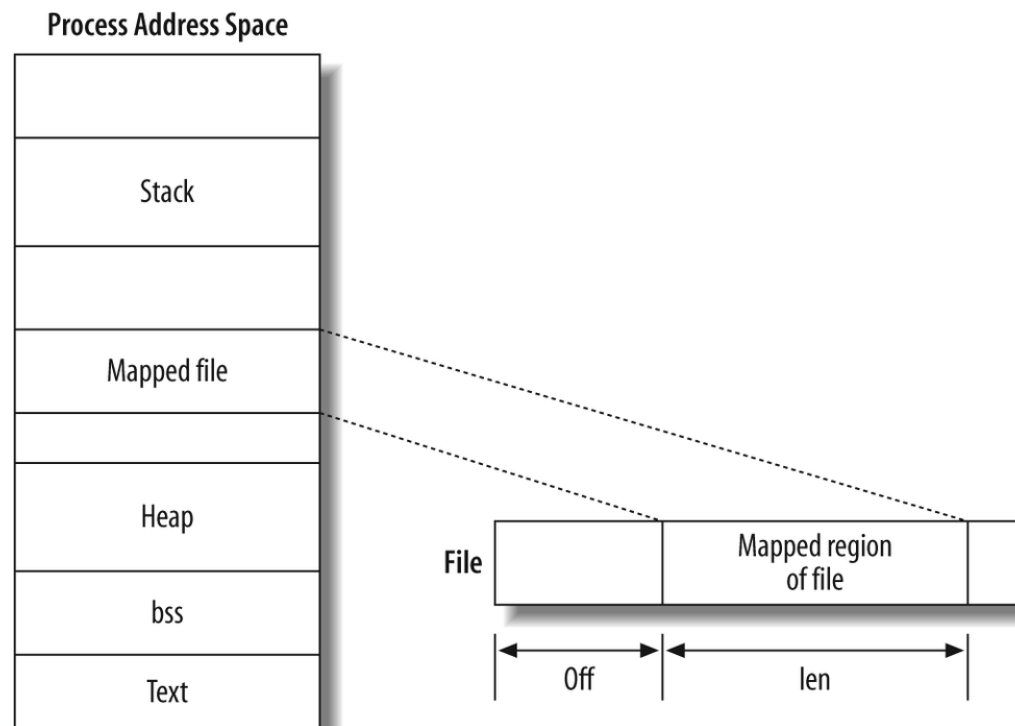 Process Address Space
Stack
Mapped file
Heap
bss
Text
File
Mapped region
of file
Off
len